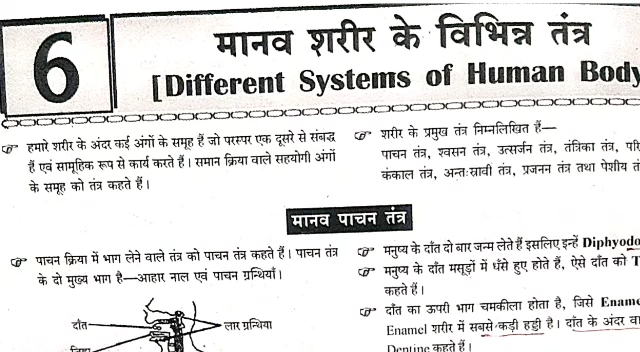 6
मानव शरीर के विभिन्न तंत्र
[Different Systems of Human Body
☞ हमारे शरीर के अंदर कई अंगों के समूह हैं जो परस्पर एक दूसरे से संबद्ध
हैं एवं सामूहिक रूप से कार्य करते हैं। समान क्रिया वाले सहयोगी अंगों
के समूह को तंत्र कहते हैं।
☞ शरीर के प्रमुख तंत्र निम्नलिखित हैं—
पाचन तंत्र, श्वसन तंत्र, उत्सर्जन तंत्र, तंत्रिका तंत्र, परि
कंकाल तंत्र, अन्तःस्रावी तंत्र, प्रजनन तंत्र तथा पेशीय तं
मानव पाचन तंत्र
☞ पाचन क्रिया में भाग लेने वाले तंत्र को पाचन तंत्र कहते हैं। पाचन तंत्र
के दो मुख्य भाग है—आहार नाल एवं पाचन ग्रन्थियाँ।
दाँत
लार ग्रन्थिया
☞ मनुष्य के दाँत दो बार जन्म लेते हैं इसलिए इन्हें Diphyodo
☞ मनुष्य के दाँत मसूड़ों में धँसे हुए होते हैं, ऐसे दाँत को T
कहते हैं।
☞ दाँत का ऊपरी भाग चमकीला होता है, जिसे Ename
Enamel शरीर में सबसे कड़ी हड्डी है। दाँत के अंदर वा
Dentine कहते हैं।